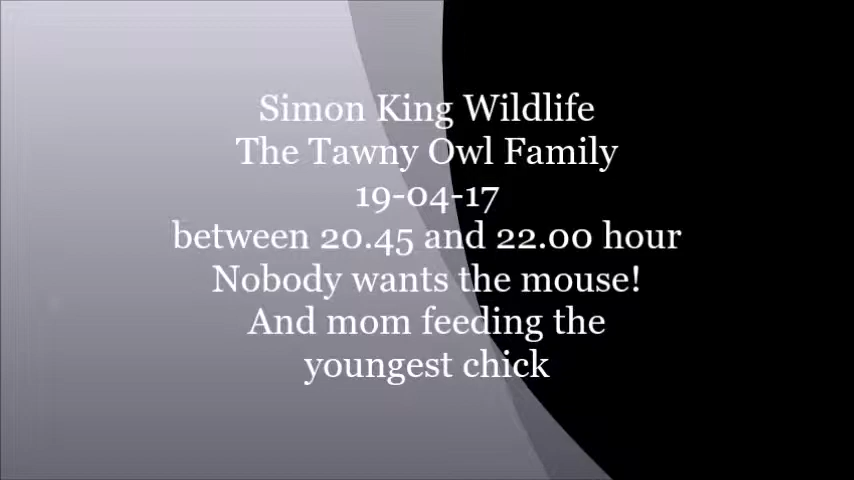 Simon King Wildlife
The Tawny Owl Family
19-04-17
between 20.45 and 22.00 hour
Nobody wants the mouse!
And mom feeding the
youngest chick